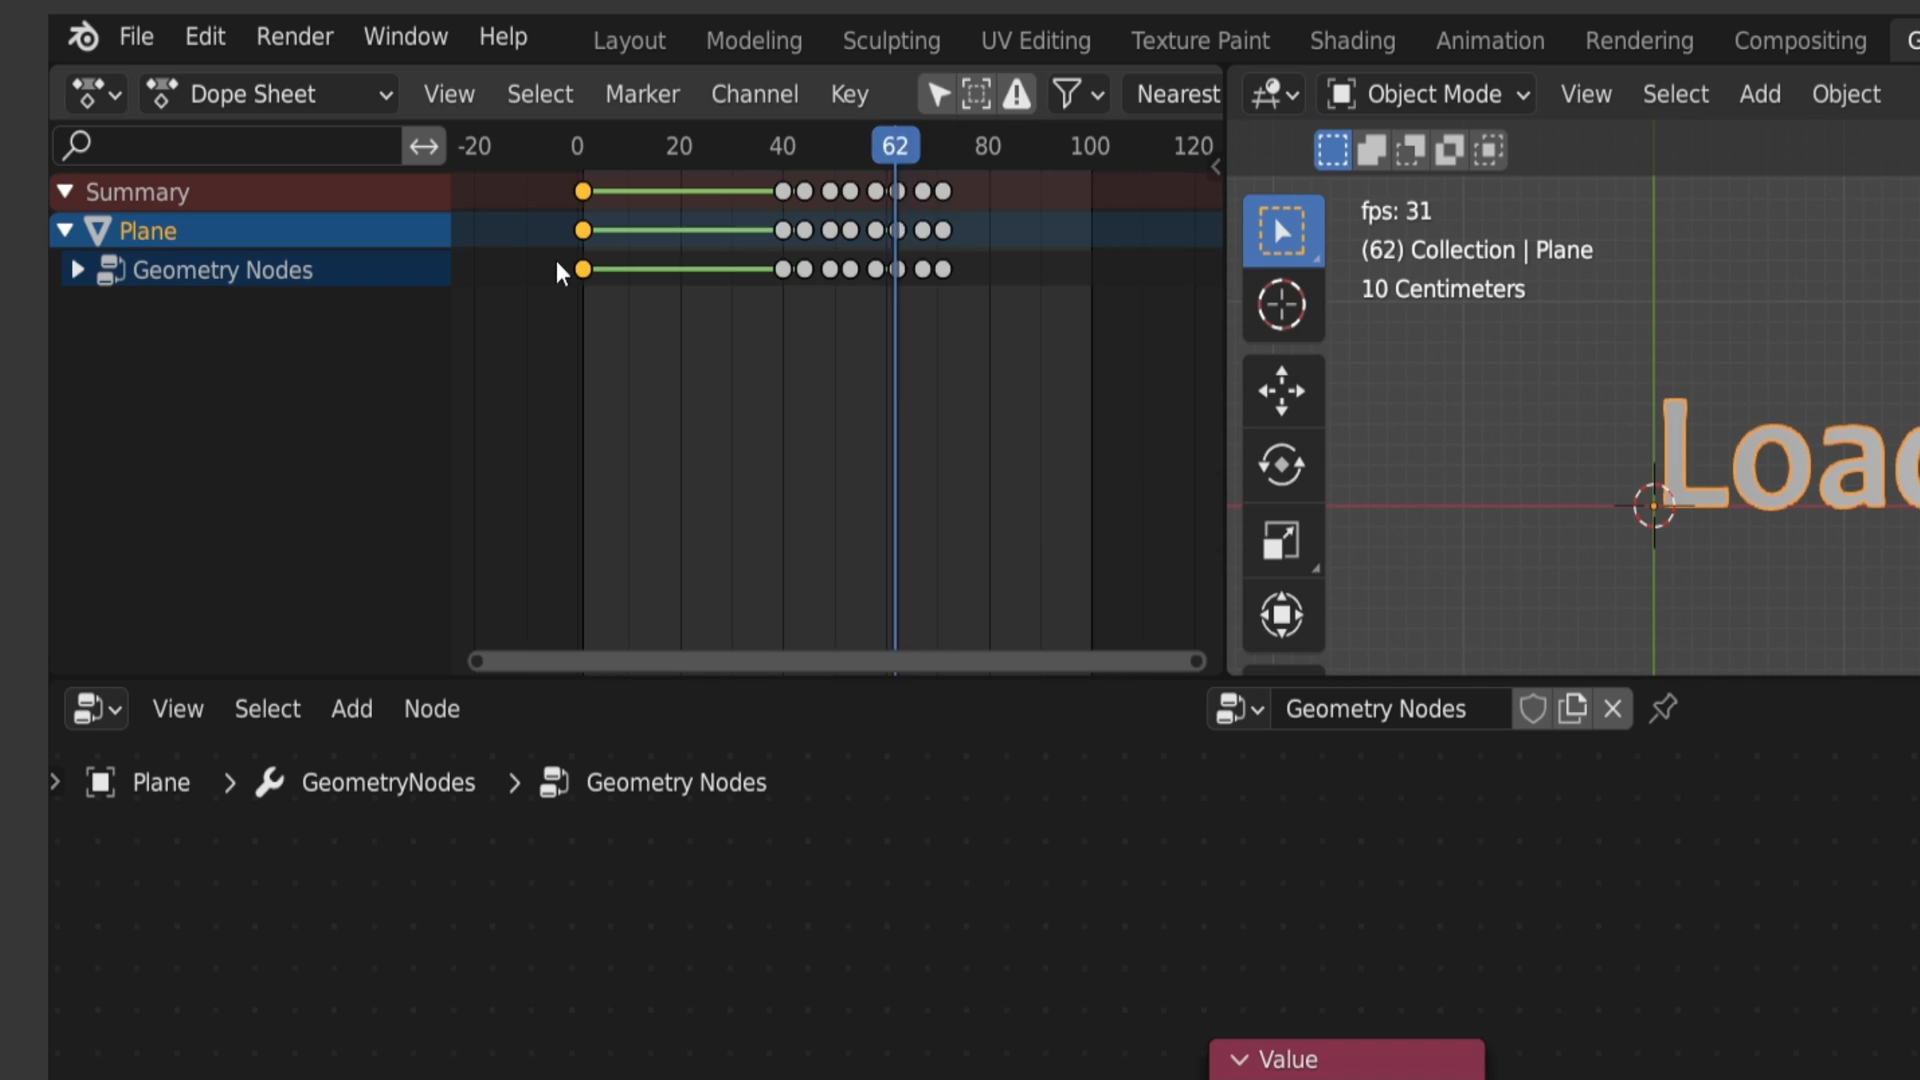 File Edit Render Window Help Layout Modeling Sculpting UV Editing Texture Paint Shading Animation Rendering Compositing
Dope Sheet View Select Marker Channel Key Nearest
Object Mode View Select Add Object
-20 0 20 40 62 80 100 120
Summary
Plane
Geometry Nodes
fps: 31
(62) Collection | Plane
10 Centimeters
Loa
View Select Add Node
Geometry Nodes
Plane > GeometryNodes > Geometry Nodes
Value